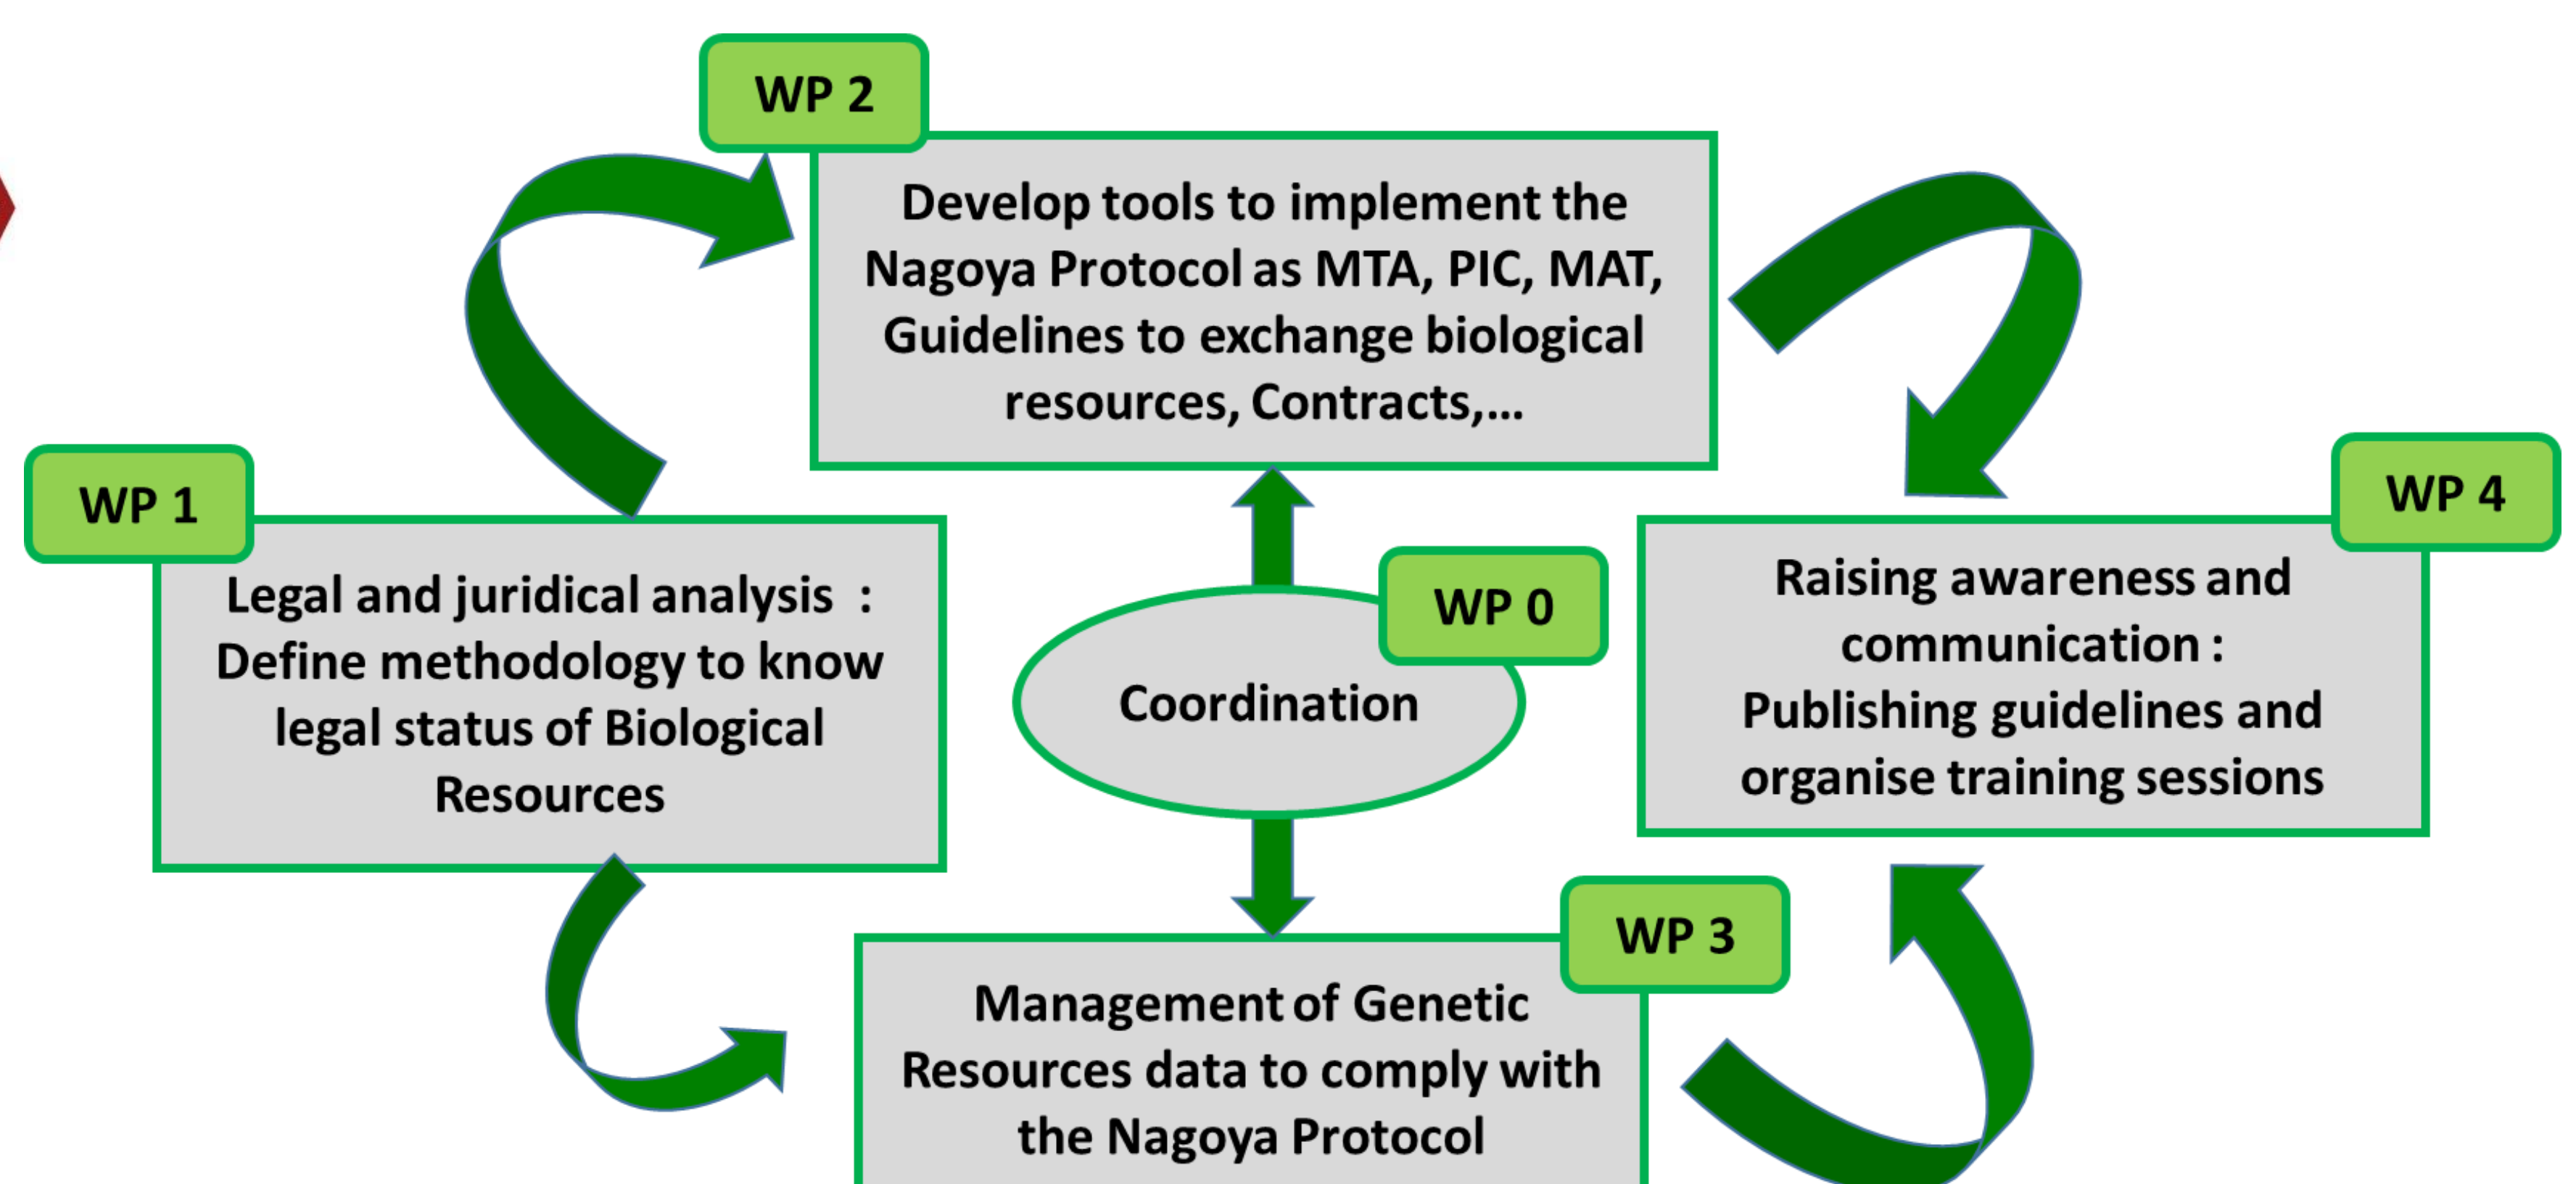 WP 2
Develop tools to implement the
Nagoya Protocol as MTA, PIC, MAT,
Guidelines to exchange biological
resources, Contracts,...
WP 1
Legal and juridical analysis :
Define methodology to know
legal status of Biological
Resources
WP 0
Coordination
WP 4
Raising awareness and
communication :
Publishing guidelines and
organise training sessions
WP 3
Management of Genetic
Resources data to comply with
the Nagoya Protocol